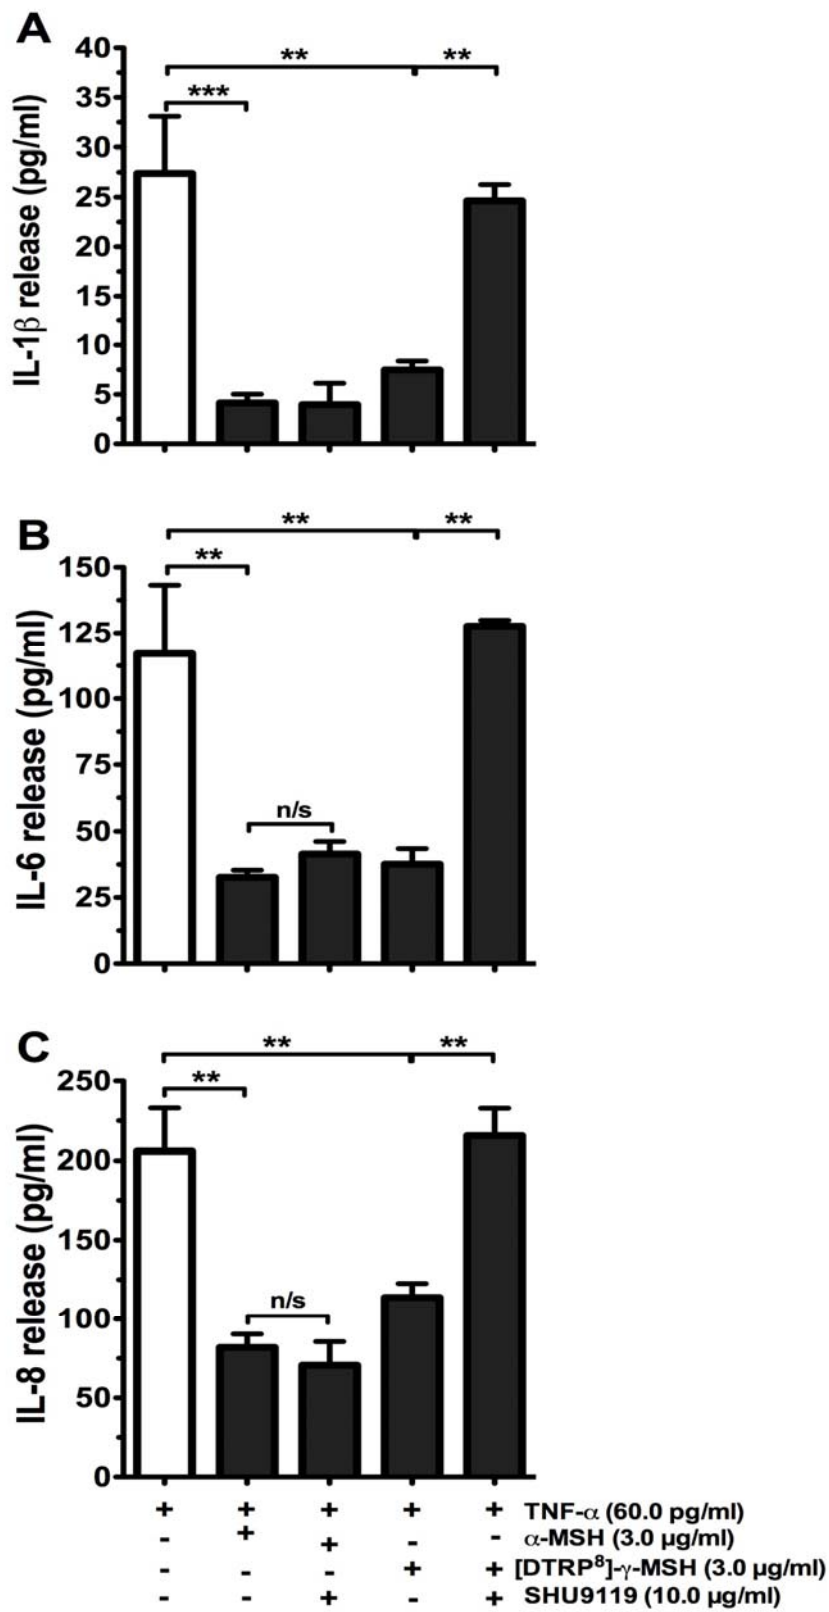 A
IL-1β release (pg/ml)
40
35
30
25
20
15
10
5
0
**
**
***
B
IL-6 release (pg/ml)
150
125
100
75
50
25
0
**
**
**
n/s
C
IL-8 release (pg/ml)
250
200
150
100
50
0
**
**
**
n/s
+ + + + + TNF-α (60.0 pg/ml)
- + + - - α-MSH (3.0 µg/ml)
- - - + + [DTRP⁸]-γ-MSH (3.0 µg/ml)
- - + - + SHU9119 (10.0 µg/ml)